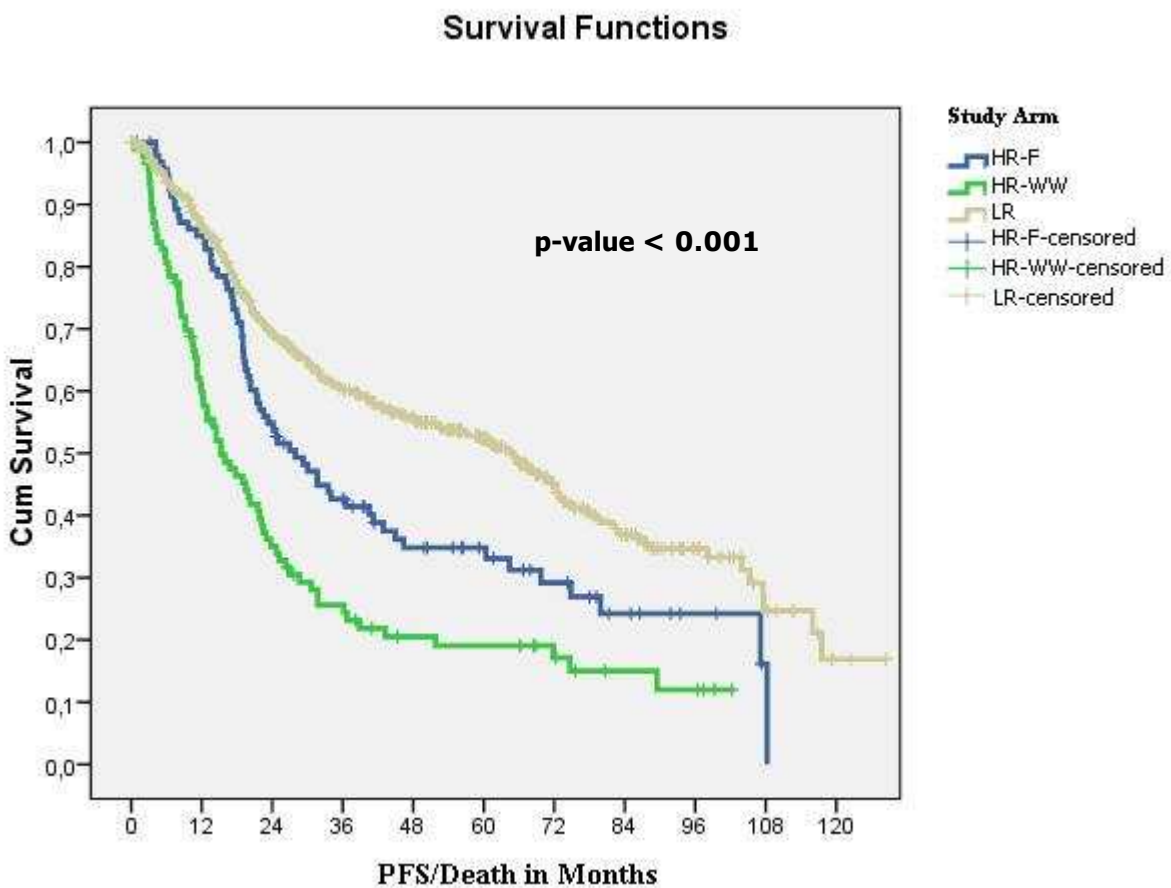 Survival Functions
Study Arm
HR-F
HR-WW
LR
HR-F-censored
HR-WW-censored
LR-censored
p-value < 0.001
Cum Survival
1,0
0,9
0,8
0,7
0,6
0,5
0,4
0,3
0,2
0,1
0,0
0 12 24 36 48 60 72 84 96 108 120
PFS/Death in Months